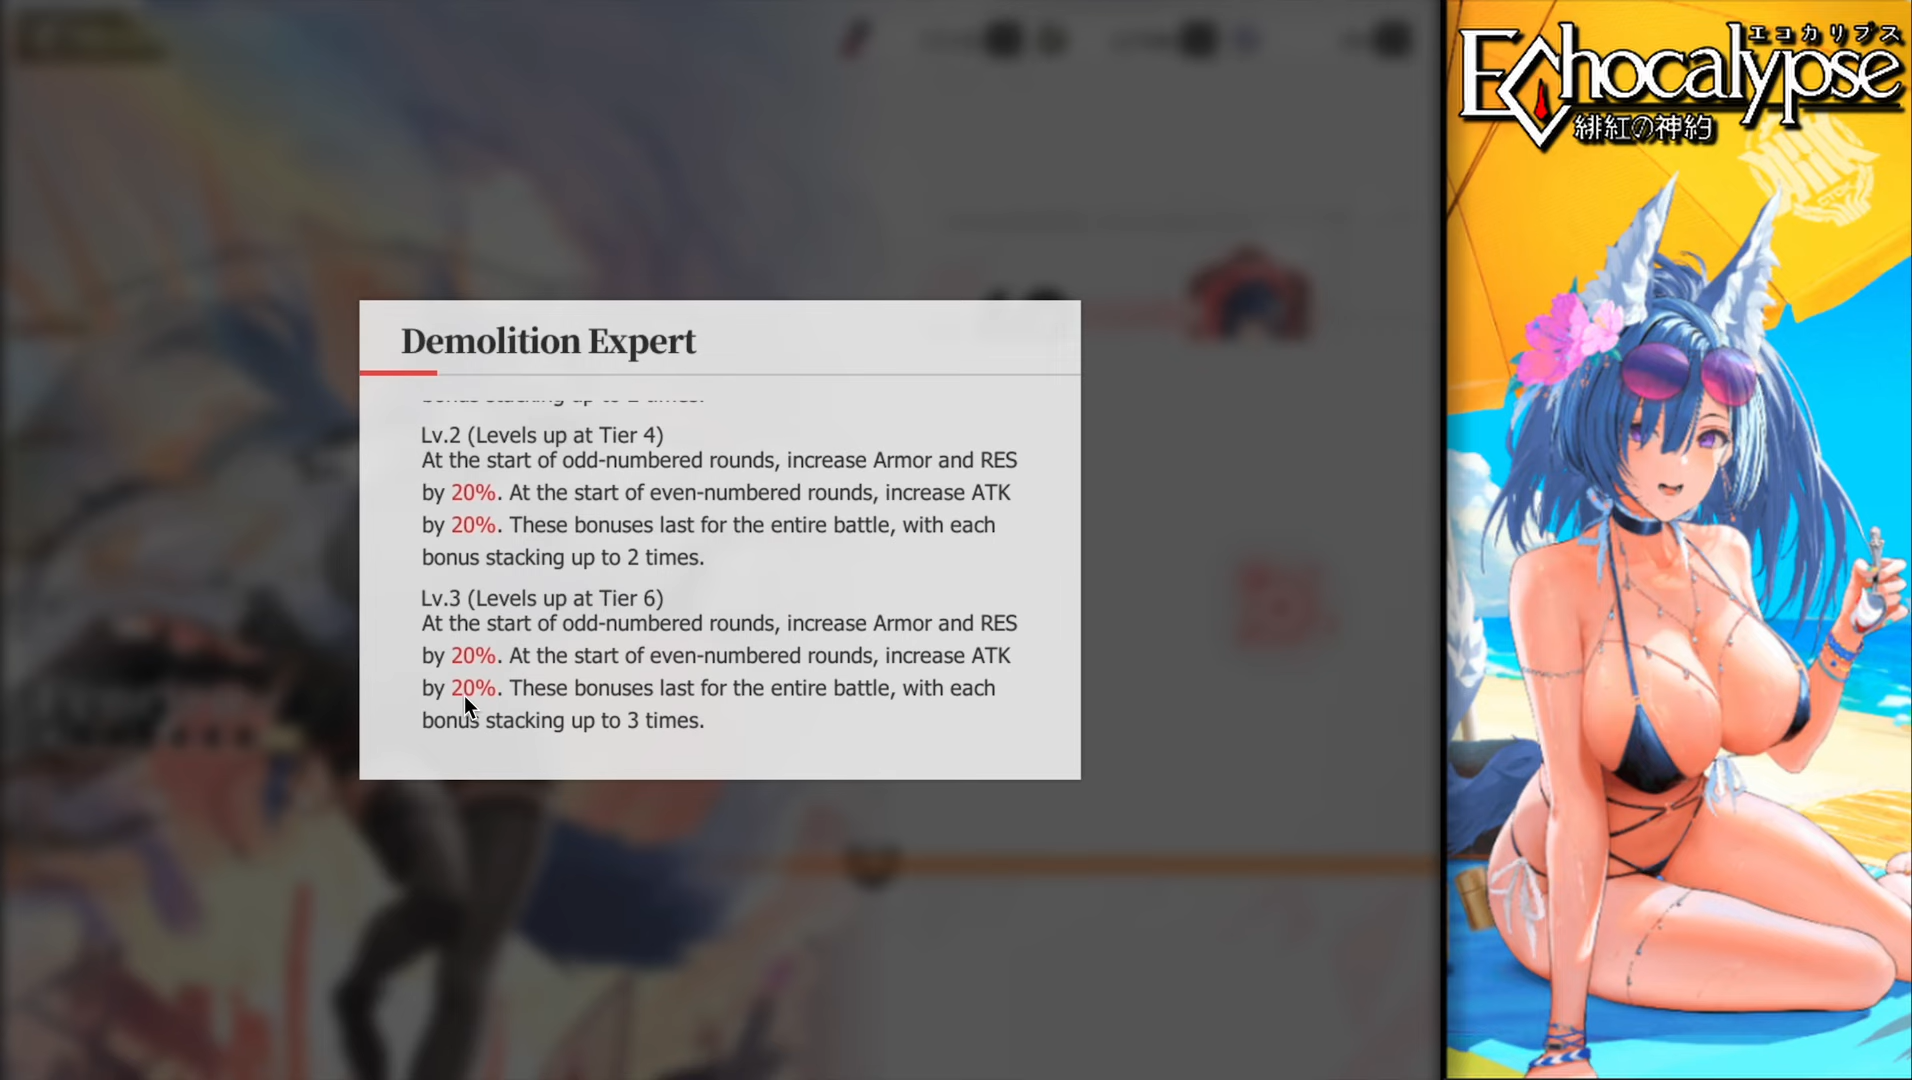 Demolition Expert
Lv.2 (Levels up at Tier 4)
At the start of odd-numbered rounds, increase Armor and RES
by 20%. At the start of even-numbered rounds, increase ATK
by 20%. These bonuses last for the entire battle, with each
bonus stacking up to 2 times.
Lv.3 (Levels up at Tier 6)
At the start of odd-numbered rounds, increase Armor and RES
by 20%. At the start of even-numbered rounds, increase ATK
by 20%. These bonuses last for the entire battle, with each
bonus stacking up to 3 times.
エコカリプス
Echocalypse
緋紅の神約